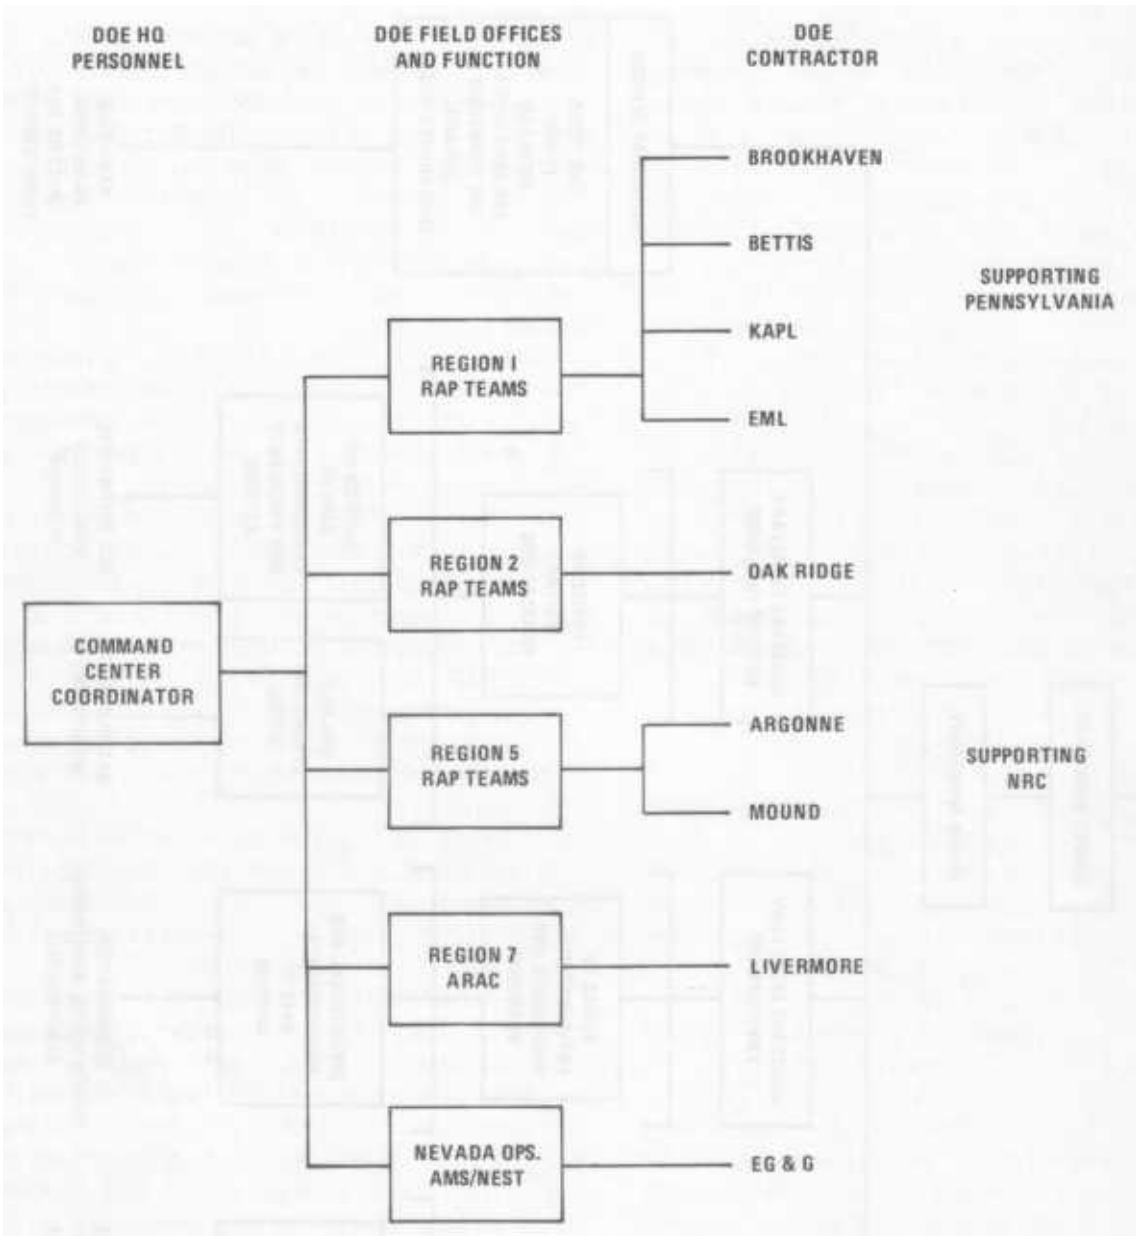 DOE HQ
PERSONNEL
DOE FIELD OFFICES
AND FUNCTION
DOE
CONTRACTOR
BROOKHAVEN
BETTIS
SUPPORTING
PENNSYLVANIA
KAPL
REGION I
RAP TEAMS
EML
REGION 2
RAP TEAMS
OAK RIDGE
COMMAND
CENTER
COORDINATOR
ARGONNE
REGION 5
RAP TEAMS
SUPPORTING
NRC
MOUND
REGION 7
ARAC
LIVERMORE
NEVADA OPS.
AMS/NEST
EG & G